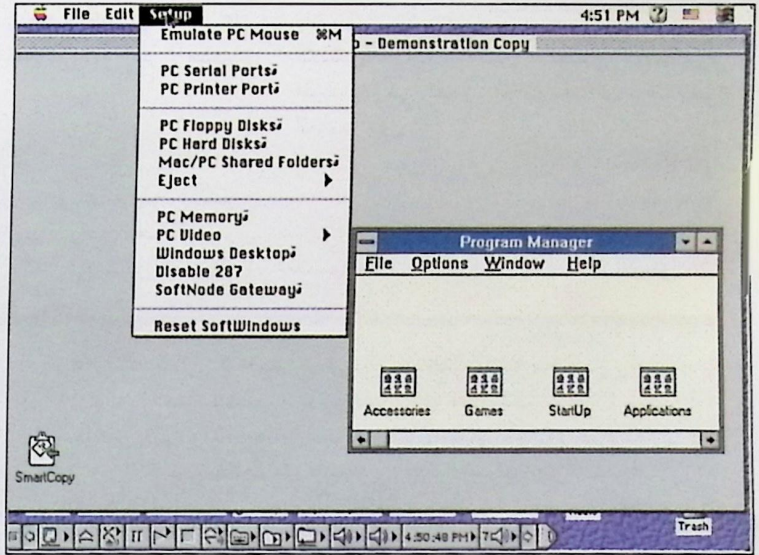 File Edit Setup 4:51 PM
Emulate PC Mouse ⌘M
- Demonstration Copy
PC Serial Ports
PC Printer Port
PC Floppy Disks
PC Hard Disks
Mac/PC Shared Folders
Eject
PC Memory
PC Video
Windows Desktop
Disable 287
SoftNode Gateway
Reset SoftWindows
Program Manager
File Options Window Help
Accessories Games StartUp Applications
SmartCopy
Trash
4:50:48 PM